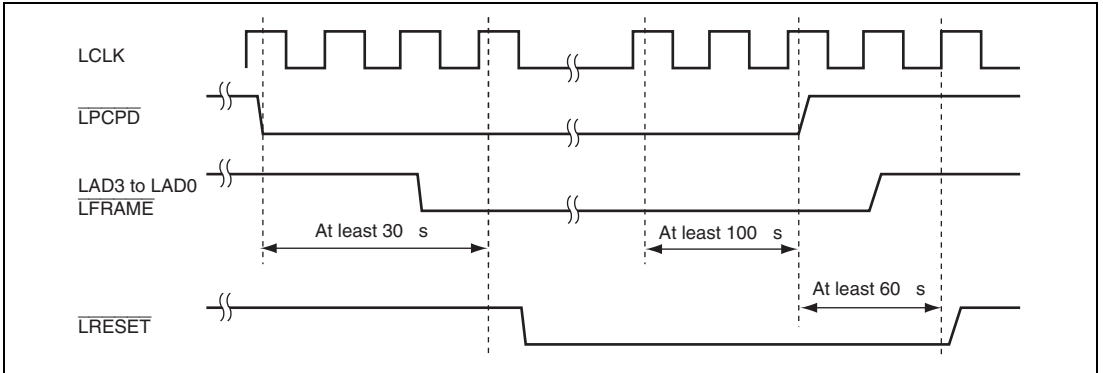 LCLK
LPCPD
LAD3 to LAD0
LFRAME
At least 30 s
At least 100 s
At least 60 s
LRESET